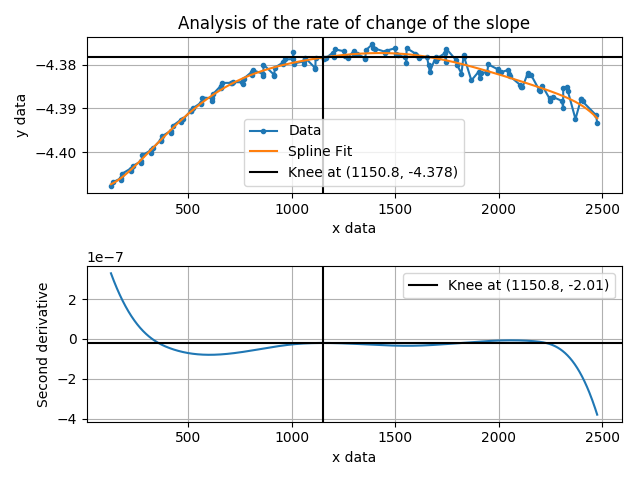 Analysis of the rate of change of the slope
y data
−4.38
−4.39
−4.40
Data
Spline Fit
Knee at (1150.8, -4.378)
500 1000 1500 2000 2500
x data
1e−7
Second derivative
2
0
−2
−4
Knee at (1150.8, -2.01)
500 1000 1500 2000 2500
x data